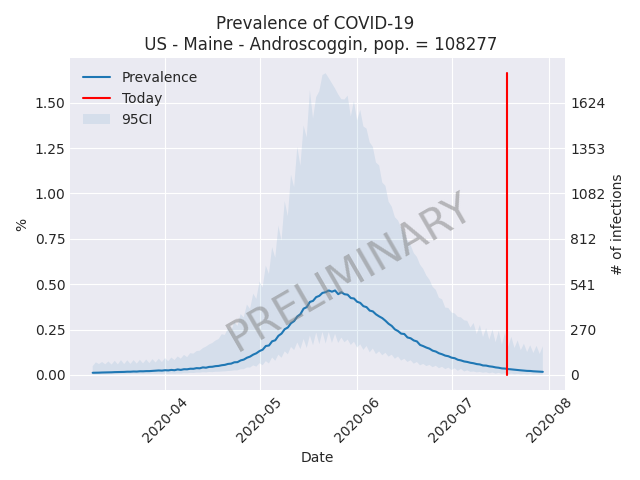 Prevalence of COVID-19
US - Maine - Androscoggin, pop. = 108277
Prevalence
Today
95CI
1.50
1.25
1.00
0.75
0.50
0.25
0.00
%
1624
1353
1082
812
541
270
0
# of infections
PRELIMINARY
2020-04
2020-05
2020-06
2020-07
2020-08
Date